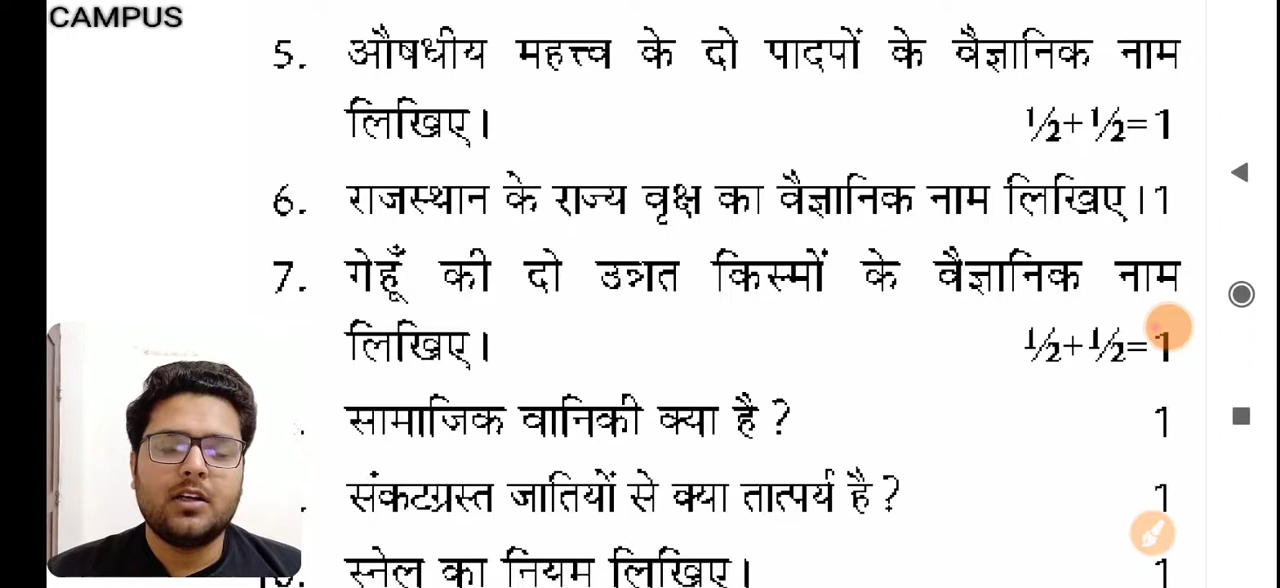 CAMPUS
5. औषधीय महत्त्व के दो पादपों के वैज्ञानिक नाम
लिखिए। ½+½=1
6. राजस्थान के राज्य वृक्ष का वैज्ञानिक नाम लिखिए। 1
7. गेहूँ की दो उन्नत किस्मों के वैज्ञानिक नाम
लिखिए। ½+½=1
सामाजिक वानिकी क्या है ? 1
संकटग्रस्त जातियों से क्या तात्पर्य है ? 1
स्नेल का नियम लिखिए। 1